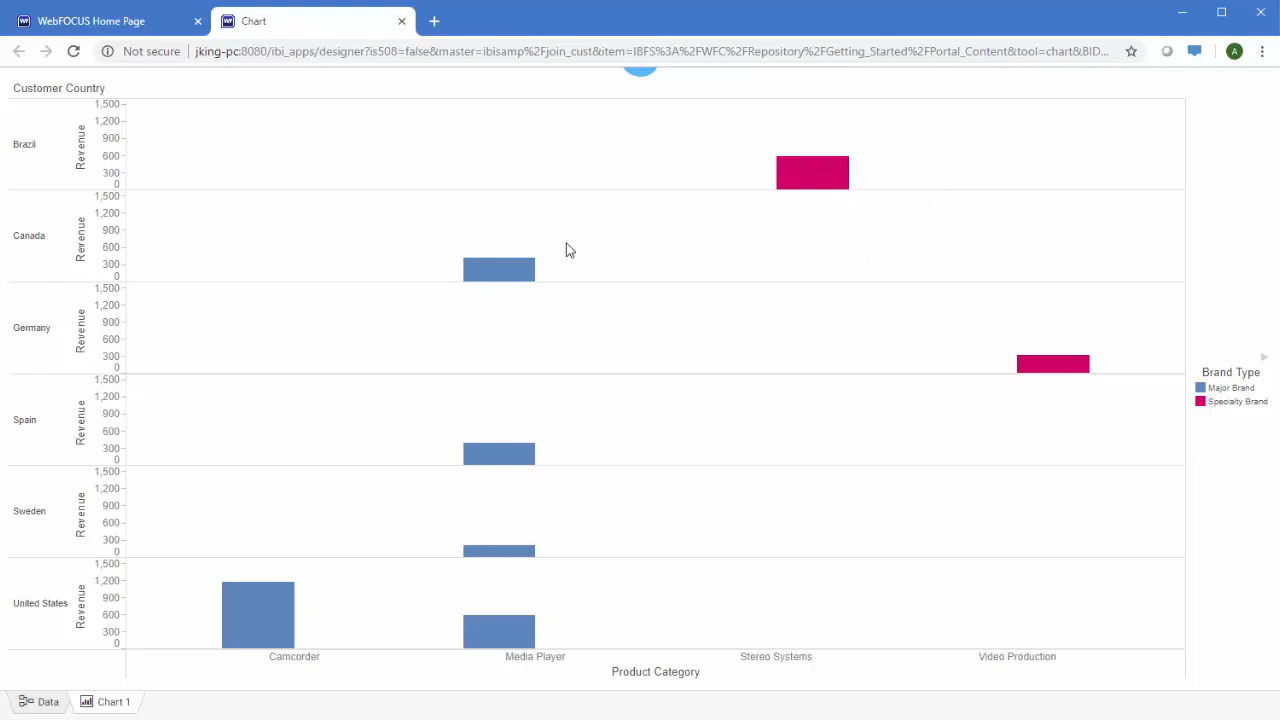 WebFOCUS Home Page
Chart
Not secure
jking-pc:8080/ibi_apps/designer?is508=false&master=ibisamp%2Fjoin_cust&item=IBFS%3A%2FWFC%2FRepository%2FGetting_Started%2FPortal_Content&tool=chart&BID...
A
Customer Country
Brazil
Revenue
1,500
1,200
900
600
300
0
Canada
Revenue
1,500
1,200
900
600
300
0
Germany
Revenue
1,500
1,200
900
600
300
0
Spain
Revenue
1,500
1,200
900
600
300
0
Sweden
Revenue
1,500
1,200
900
600
300
0
United States
Revenue
1,500
1,200
900
600
300
0
Camcorder
Media Player
Stereo Systems
Video Production
Product Category
Brand Type
Major Brand
Specialty Brand
Data
Chart 1